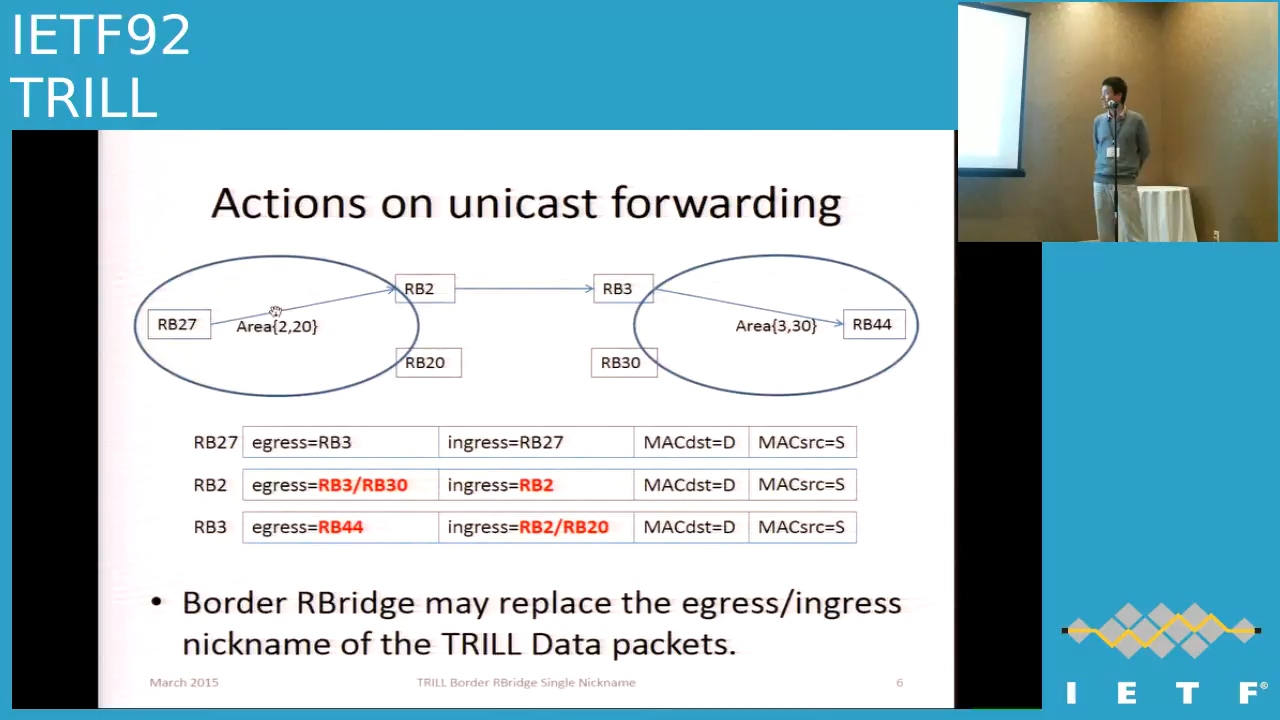 IETF92
TRILL
Actions on unicast forwarding
RB2
RB3
RB27
Area{2,20}
Area{3,30}
RB44
RB20
RB30
RB27 egress=RB3 ingress=RB27 MACdst=D MACsrc=S
RB2 egress=RB3/RB30 ingress=RB2 MACdst=D MACsrc=S
RB3 egress=RB44 ingress=RB2/RB20 MACdst=D MACsrc=S
• Border RBridge may replace the egress/ingress
nickname of the TRILL Data packets.
March 2015 TRILL Border RBridge Single Nickname 6
I E T F®